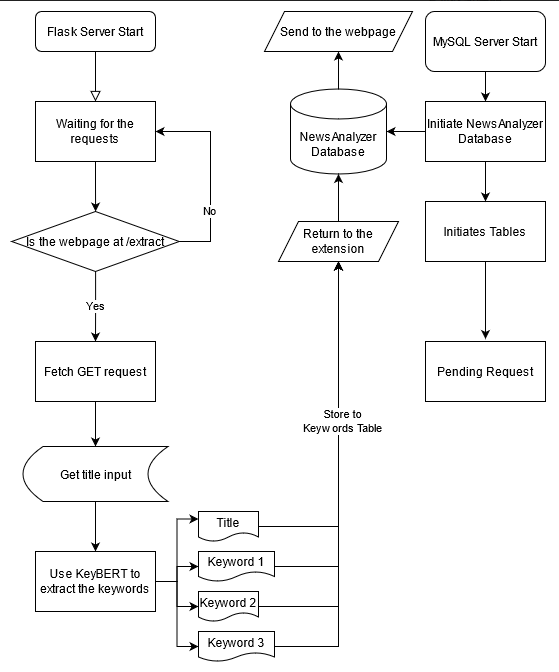 Flask Server Start
Waiting for the
requests
Is the webpage at /extract
No
Yes
Fetch GET request
Get title input
Use KeyBERT to
extract the keywords
Title
Keyword 1
Keyword 2
Keyword 3
Store to
Keywords Table
Return to the
extension
NewsAnalyzer
Database
Send to the webpage
MySQL Server Start
Initiate NewsAnalyzer
Database
Initiates Tables
Pending Request